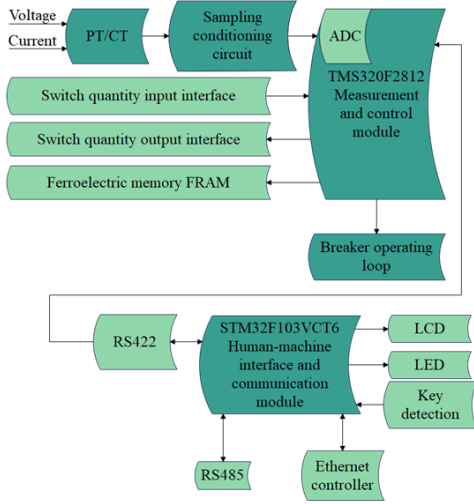 Voltage
Current
PT/CT
Sampling
conditioning
circuit
ADC
TMS320F2812
Measurement
and control
module
Switch quantity input interface
Switch quantity output interface
Ferroelectric memory FRAM
Breaker operating
loop
RS422
STM32F103VCT6
Human-machine
interface and
communication
module
LCD
LED
Key
detection
RS485
Ethernet
controller